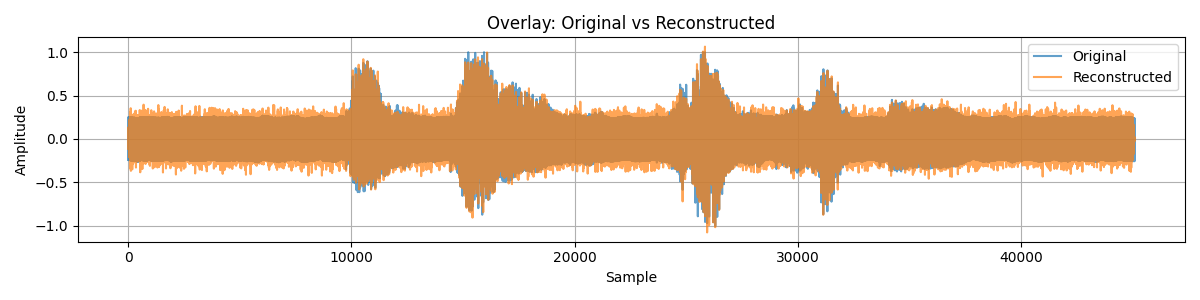 Overlay: Original vs Reconstructed
Original
Reconstructed
Amplitude
1.0
0.5
0.0
−0.5
−1.0
0 10000 20000 30000 40000
Sample